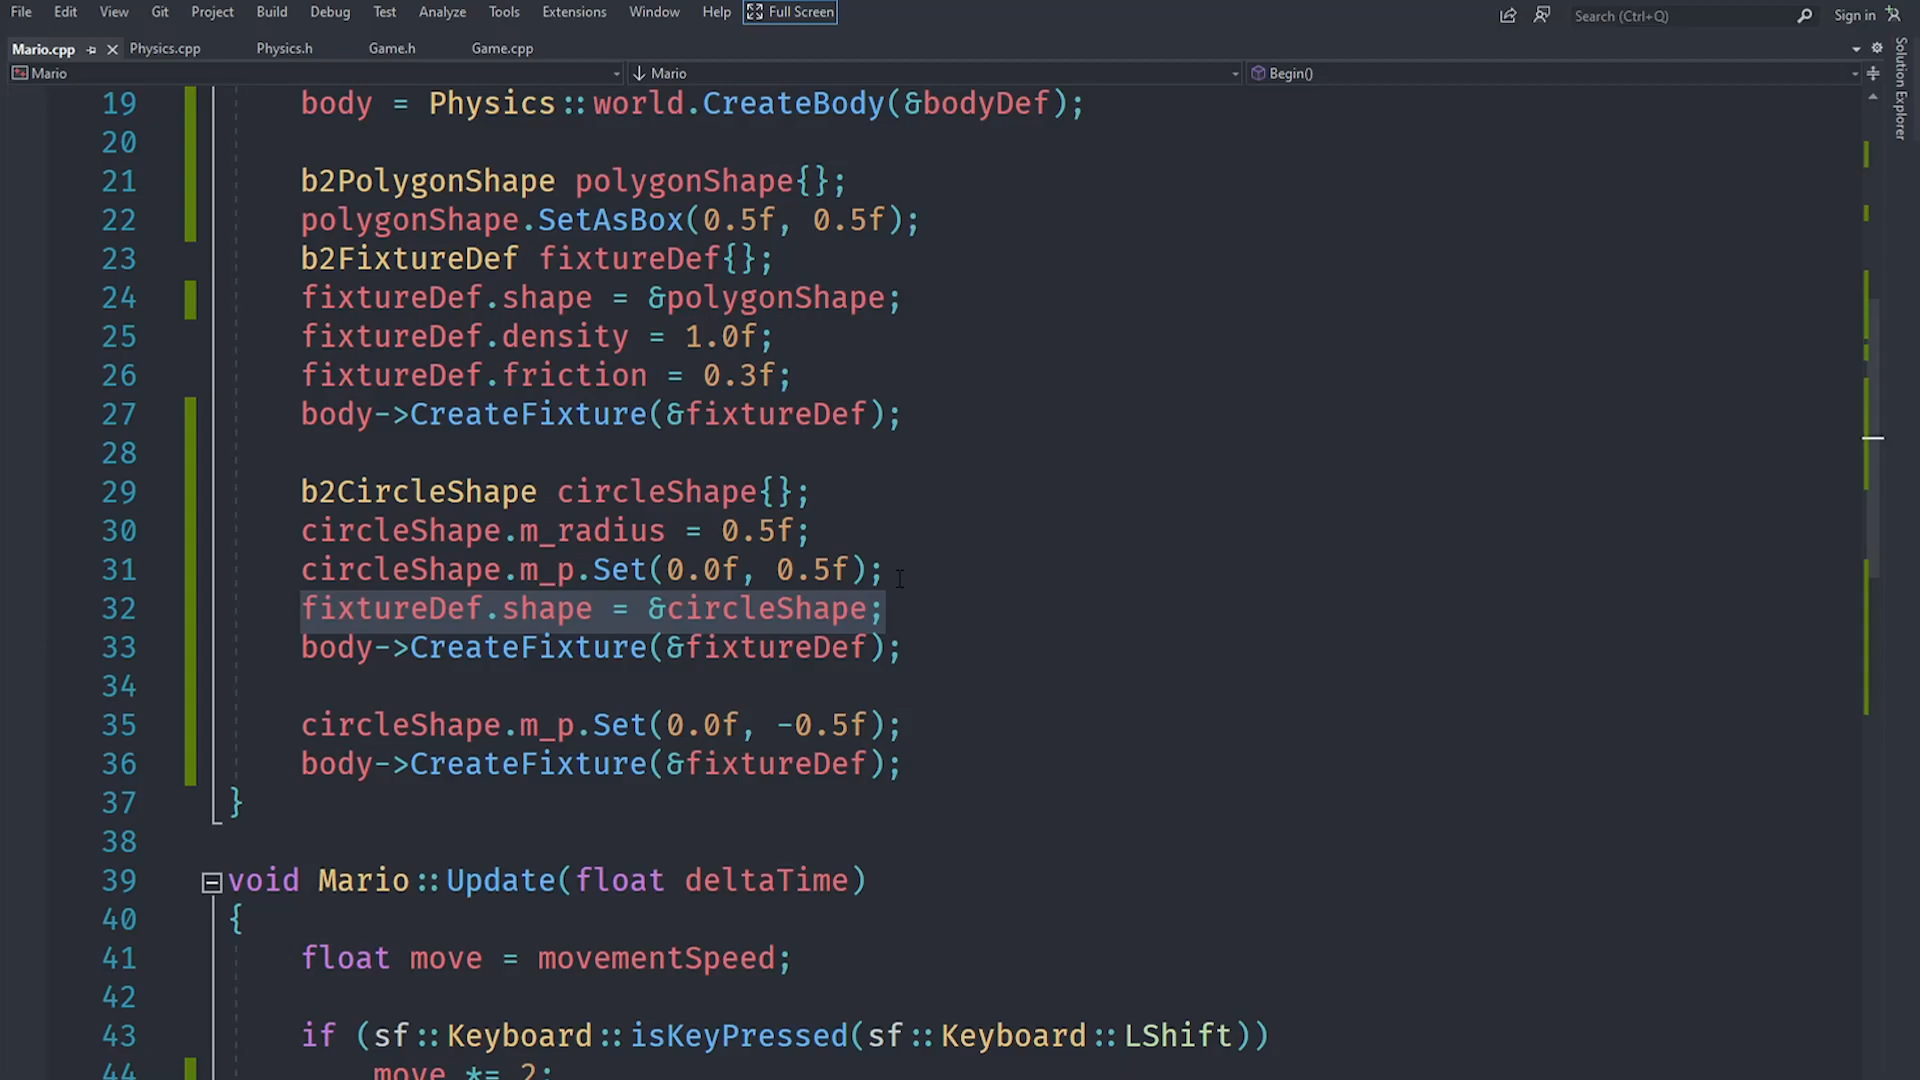 File Edit View Git Project Build Debug Test Analyze Tools Extensions Window Help Full Screen Search (Ctrl+Q) Sign in
Mario.cpp Physics.cpp Physics.h Game.h Game.cpp
Mario Mario Begin()
Solution Explorer
19 body = Physics::world.CreateBody(&bodyDef);
20
21 b2PolygonShape polygonShape{};
22 polygonShape.SetAsBox(0.5f, 0.5f);
23 b2FixtureDef fixtureDef{};
24 fixtureDef.shape = &polygonShape;
25 fixtureDef.density = 1.0f;
26 fixtureDef.friction = 0.3f;
27 body->CreateFixture(&fixtureDef);
28
29 b2CircleShape circleShape{};
30 circleShape.m_radius = 0.5f;
31 circleShape.m_p.Set(0.0f, 0.5f);
32 fixtureDef.shape = &circleShape;
33 body->CreateFixture(&fixtureDef);
34
35 circleShape.m_p.Set(0.0f, -0.5f);
36 body->CreateFixture(&fixtureDef);
37 }
38
39 void Mario::Update(float deltaTime)
40 {
41 float move = movementSpeed;
42
43 if (sf::Keyboard::isKeyPressed(sf::Keyboard::LShift))
44 move *= 2;